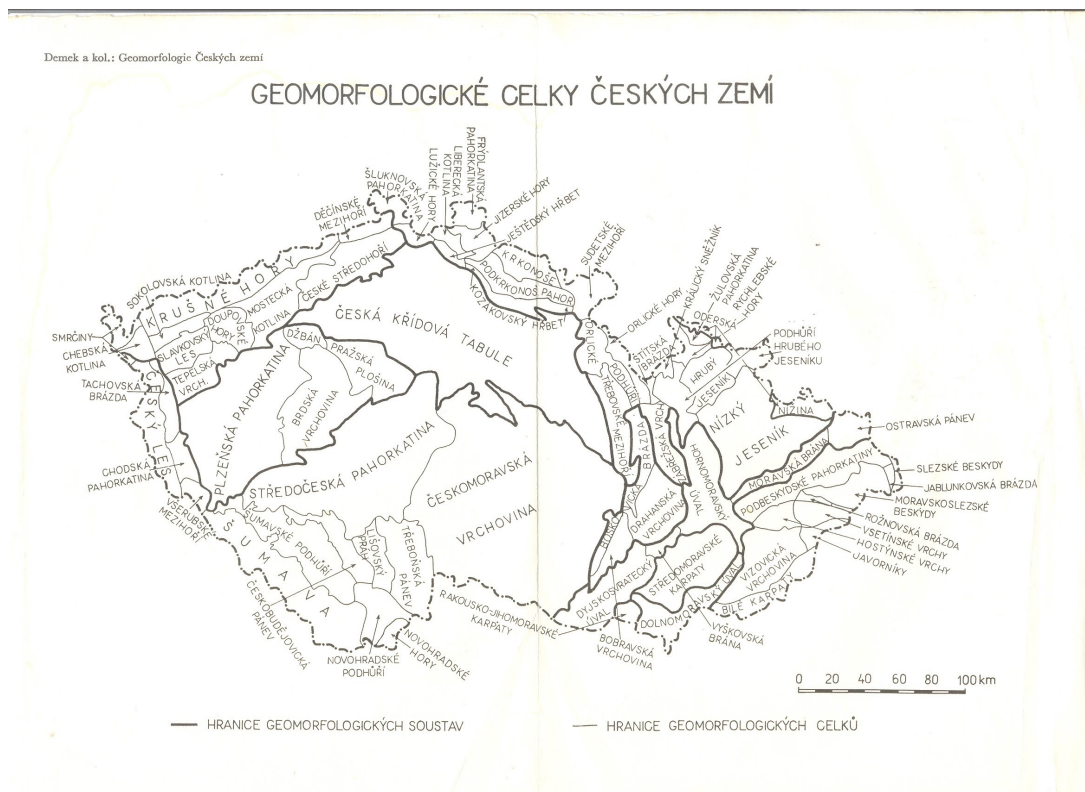 Demek a kol.: Geomorfologie Českých zemí
GEOMORFOLOGICKÉ CELKY ČESKÝCH ZEMÍ
FRÝDLANTSKÁ
PAHORKATINA
LIBERECKÁ
KOTLINA
LUŽICKÉ HORY
ŠLUKNOVSKÁ
PAHORKATINA
DĚČÍNSKÉ
MEZIHOŘÍ
JIZERSKÉ HORY
JEŠTĚDSKÝ HŘBET
SUDETSKÉ
MEZIHOŘÍ
KRKONOŠE
PODKRKONOŠ PAHOR
KOZÁKOVSKÝ HŘBET
SOKOLOVSKÁ KOTLINA
KRUŠNÉ HORY
MOSTECKÁ
KOTLINA
ČESKÉ STŘEDOHOŘÍ
DOUPOVSKÉ
HORY
SLAVKOVSKÝ
LES
TEPELSKÁ
VRCH.
SMRČINY
CHEBSKÁ
KOTLINA
TACHOVSKÁ
BRÁZDA
ČESKÝ LES
CHODSKÁ
PAHORKATINA
VŠERUBSKÉ
MEZIHOŘÍ
ČESKÁ KŘÍDOVÁ TABULE
DŽBÁN
PRAŽSKÁ
PLOŠINA
PLZEŇSKÁ PAHORKATINA
BRDSKÁ
VRCHOVINA
STŘEDOČESKÁ PAHORKATINA
ČESKOMORAVSKÁ
VRCHOVINA
ŠUMAVSKÉ PODHŮŘÍ
ŠUMAVA
ČESKOBUDĚJOVICKÁ
PÁNEV
LIŠOVSKÝ
PRÁH
TŘEBOŇSKÁ
PÁNEV
NOVOHRADSKÉ
PODHŮŘÍ
NOVOHRADSKÉ
HORY
ORLICKÉ HORY
KRÁLICKÝ SNĚŽNÍK
ŽULOVSKÁ
PAHORKATINA
RYCHLEBSKÉ
HORY
ODERSKÁ
NÍŽINA
ŠTÍTSKÁ
BRÁZDA
PODHŮŘÍ
HRUBÉHO
JESENÍKU
HRUBÝ
JESENÍK
NÍZKÝ
JESENÍK
ORLICKÉ
PODHŮŘÍ
TŘEBOVSKÉ MEZIHOŘÍ
BOSKOVICKÁ
BRÁZDA
ZÁBŘEŽSKÁ VRCH
HORNOMORAVSKÝ
ÚVAL
DRAHANSKÁ
VRCHOVINA
MORAVSKÁ BRÁNA
OSTRAVSKÁ PÁNEV
PODBESKYDSKÉ PAHORKATINY
SLEZSKÉ BESKYDY
JABLUNKOVSKÁ BRÁZDA
MORAVSKOSLEZSKÉ
BESKYDY
ROŽNOVSKÁ BRÁZDA
VSETÍNSKÉ VRCHY
HOSTÝNSKÉ VRCHY
JAVORNÍKY
VIZOVICKÁ
VRCHOVINA
BÍLÉ KARPATY
STŘEDOMORAVSKÉ
KARPATY
DYJSKOSVRATECKÝ
ÚVAL
DOLNOMORAVSKÝ ÚVAL
RAKOUSKO-JIHOMORAVSKÉ
KARPATY
BOBRAVSKÁ
VRCHOVINA
VYŠKOVSKÁ
BRÁNA
0 20 40 60 80 100 km
HRANICE GEOMORFOLOGICKÝCH SOUSTAV
HRANICE GEOMORFOLOGICKÝCH CELKŮ